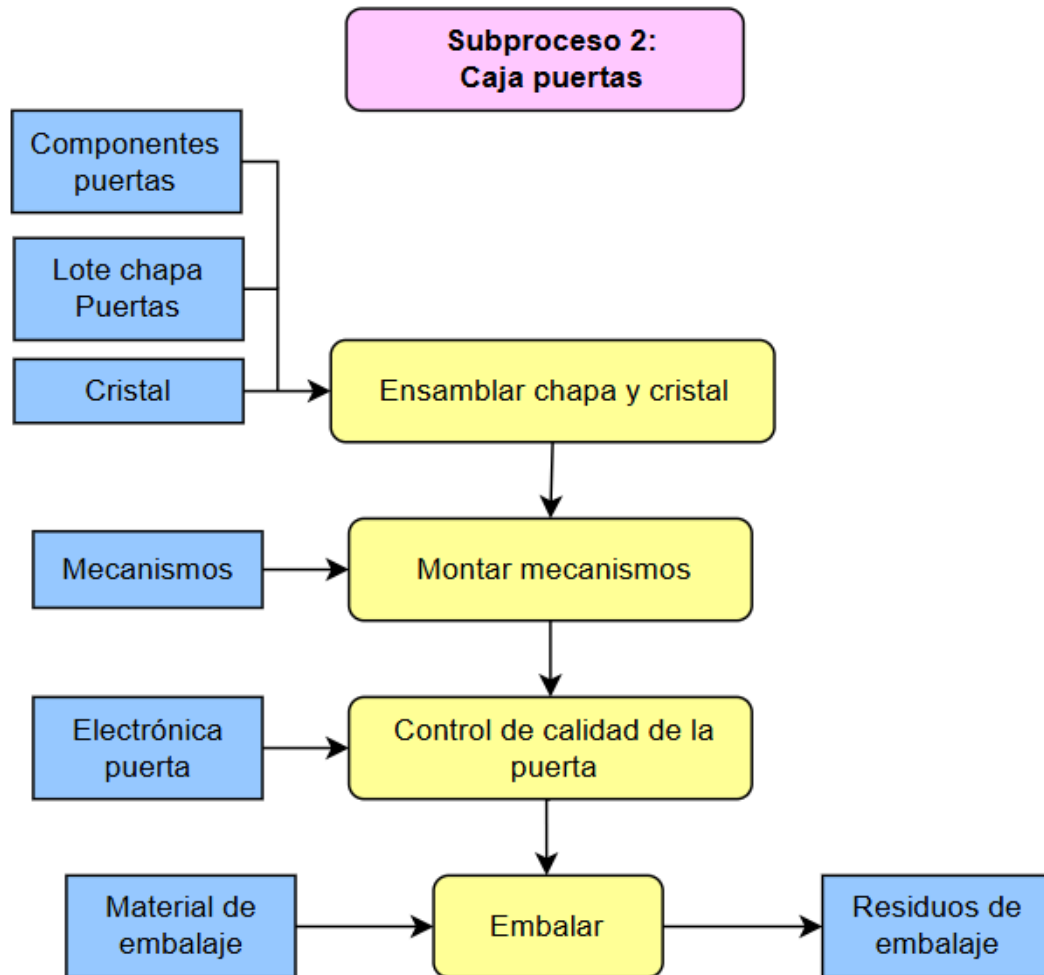 Subproceso 2:
Caja puertas
Componentes
puertas
Lote chapa
Puertas
Cristal
Ensamblar chapa y cristal
Mecanismos
Montar mecanismos
Electrónica
puerta
Control de calidad de la
puerta
Material de
embalaje
Embalar
Residuos de
embalaje